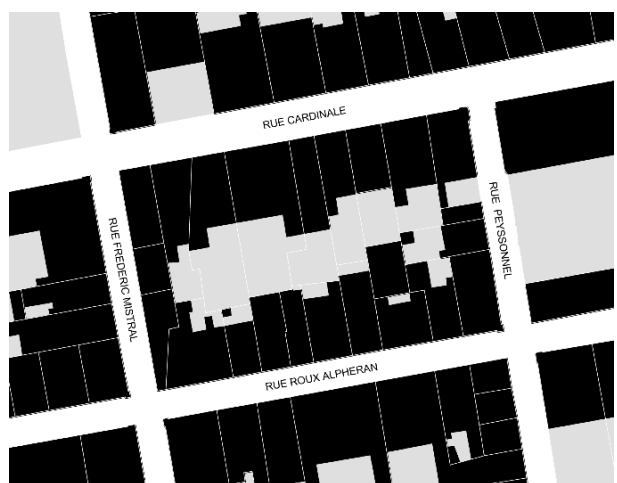 RUE CARDINALE
RUE FREDERIC MISTRAL
RUE PEYSSONNEL
RUE ROUX ALPHERAN